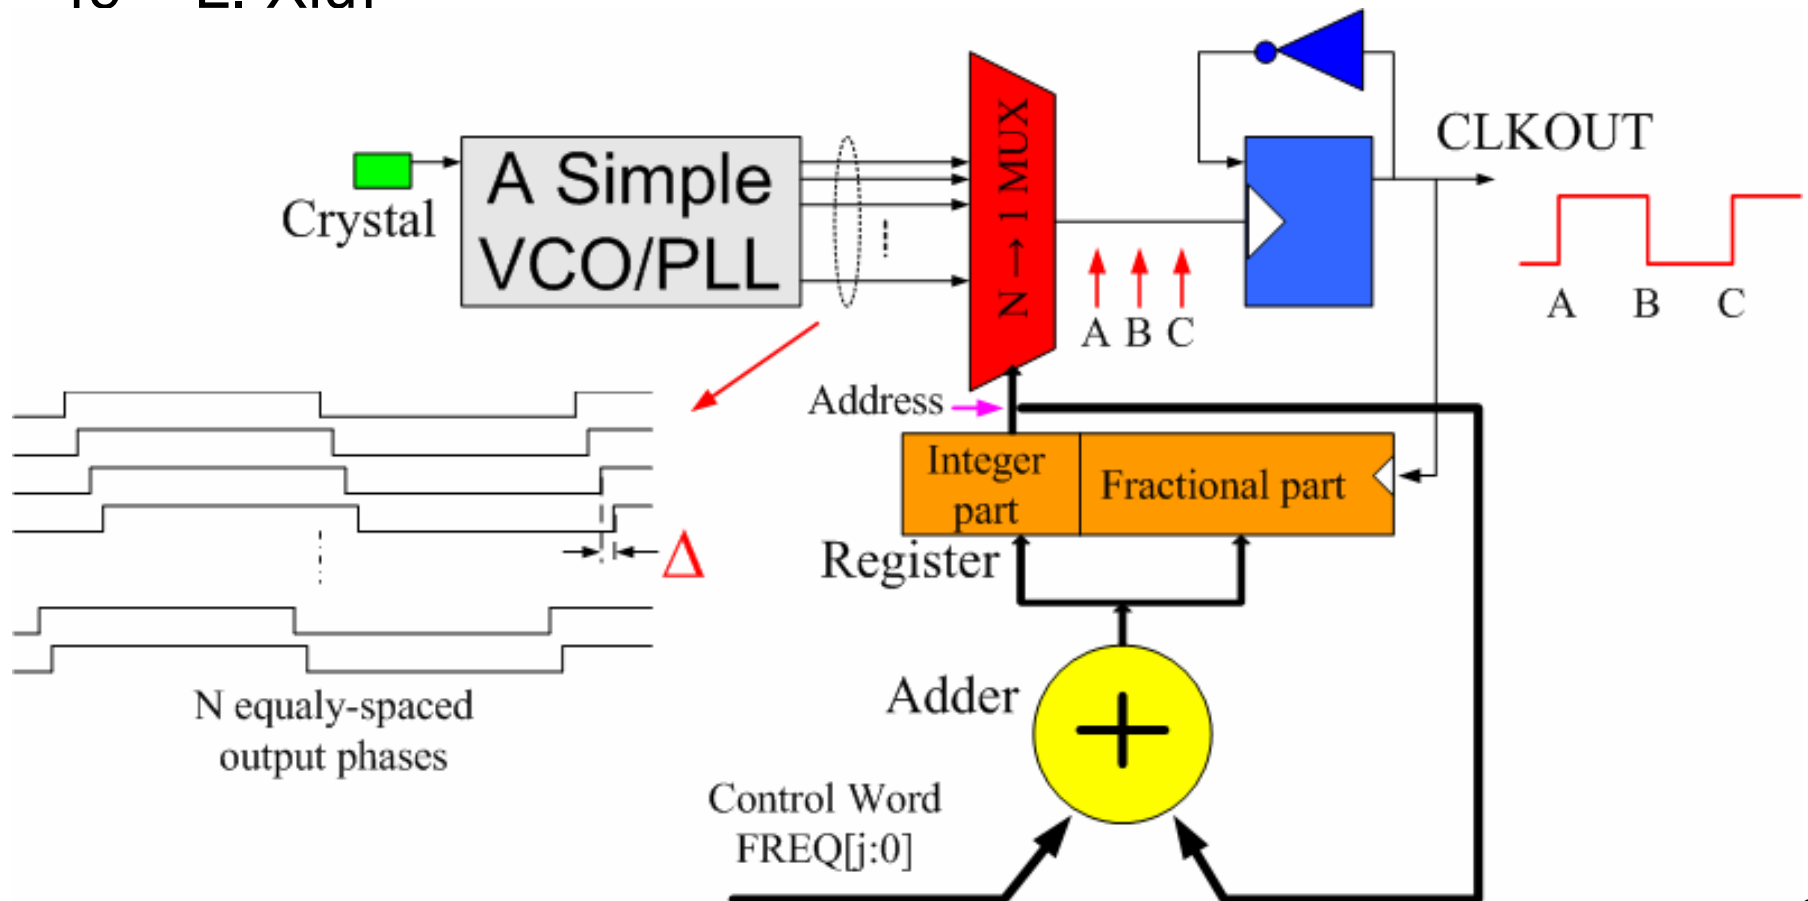 CLKOUT
A Simple
VCO/PLL
Crystal
N → 1 MUX
A B C
A B C
Address
Integer
part
Fractional part
Register
Δ
Adder
N equaly-spaced
output phases
Control Word
FREQ[j:0]